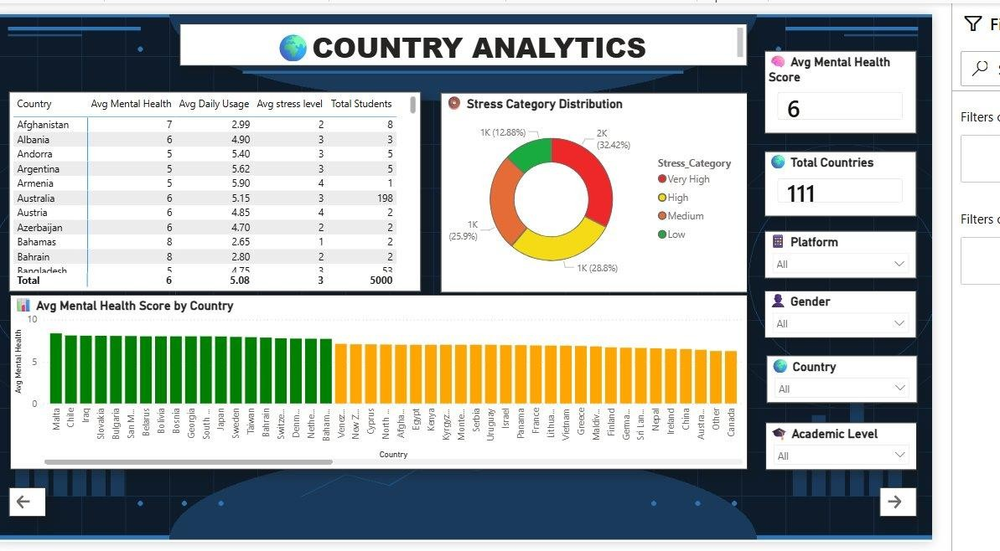 COUNTRY ANALYTICS
Country Avg Mental Health Avg Daily Usage Avg stress level Total Students
Afghanistan 7 2.99 2 8
Albania 6 4.90 3 3
Andorra 5 5.40 3 5
Argentina 5 5.62 3 5
Armenia 5 5.90 4 1
Australia 6 5.15 3 198
Austria 6 4.85 4 2
Azerbaijan 6 4.70 2 2
Bahamas 8 2.65 1 2
Bahrain 8 2.80 2 2
Bangladesh 5 4.75 3 53
Total 6 5.08 3 5000
Stress Category Distribution
1K (12.88%)
2K
(32.42%)
1K
(25.9%)
1K (28.8%)
Stress_Category
Very High
High
Medium
Low
Avg Mental Health
Score
6
Total Countries
111
Platform
All
Gender
All
Country
All
Academic Level
All
Avg Mental Health Score by Country
Avg Mental Health
10
5
0
Malta
Chile
Iraq
Slovakia
Bulgaria
San M...
Belarus
Bolivia
Bosnia
Georgia
South ...
Japan
Sweden
Taiwan
Bahrain
Switze...
Denm...
Nethe...
Baham...
Venez...
New Z...
Cyprus
North ...
Afgha...
Egypt
Kenya
Kyrgyz...
Monte...
Serbia
Uruguay
Israel
Panama
France
Lithua...
Vietnam
Greece
Maldiv...
Finland
Germa...
Sri Lan...
Nepal
Ireland
China
Austra...
Other
Canada
Country
Filters o
Filters o